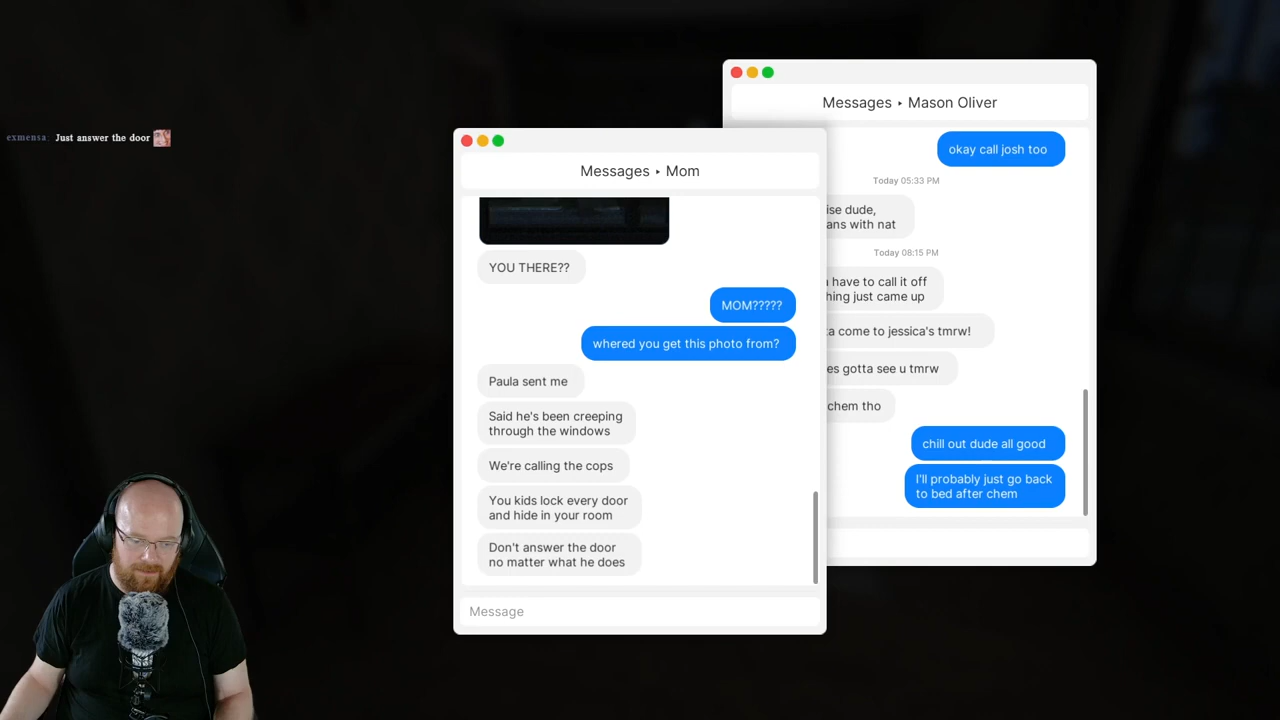 exmensa: Just answer the door
Messages ‣ Mason Oliver
okay call josh too
Today 05:33 PM
ise dude,
ans with nat
Today 08:15 PM
have to call it off
hing just came up
a come to jessica's tmrw!
es gotta see u tmrw
chem tho
chill out dude all good
I'll probably just go back
to bed after chem
Messages ‣ Mom
YOU THERE??
MOM?????
whered you get this photo from?
Paula sent me
Said he's been creeping
through the windows
We're calling the cops
You kids lock every door
and hide in your room
Don't answer the door
no matter what he does
Message